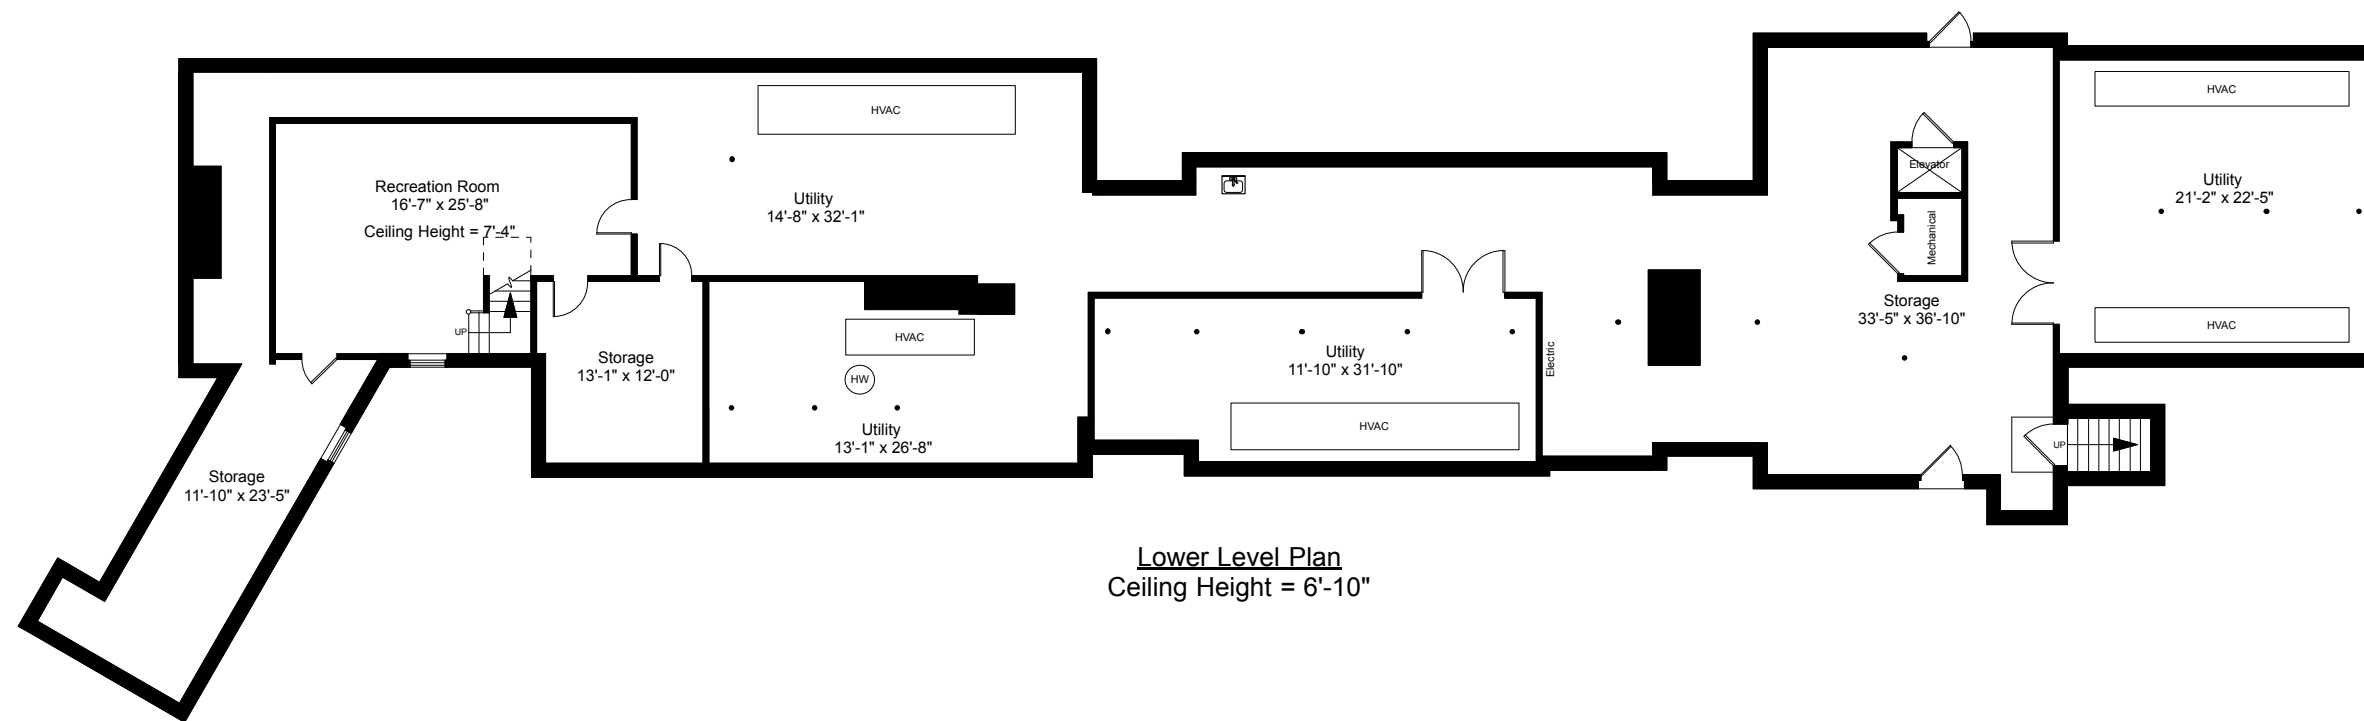 HVAC
HVAC
Recreation Room
16'-7" x 25'-8"
Ceiling Height = 7'-4"
Utility
14'-8" x 32'-1"
Elevator
Mechanical
Utility
21'-2" x 22'-5"
Storage
33'-5" x 36'-10"
UP
HVAC
HVAC
Storage
13'-1" x 12'-0"
HW
Utility
11'-10" x 31'-10"
Electric
Utility
13'-1" x 26'-8"
HVAC
UP
Storage
11'-10" x 23'-5"
Lower Level Plan
Ceiling Height = 6'-10"